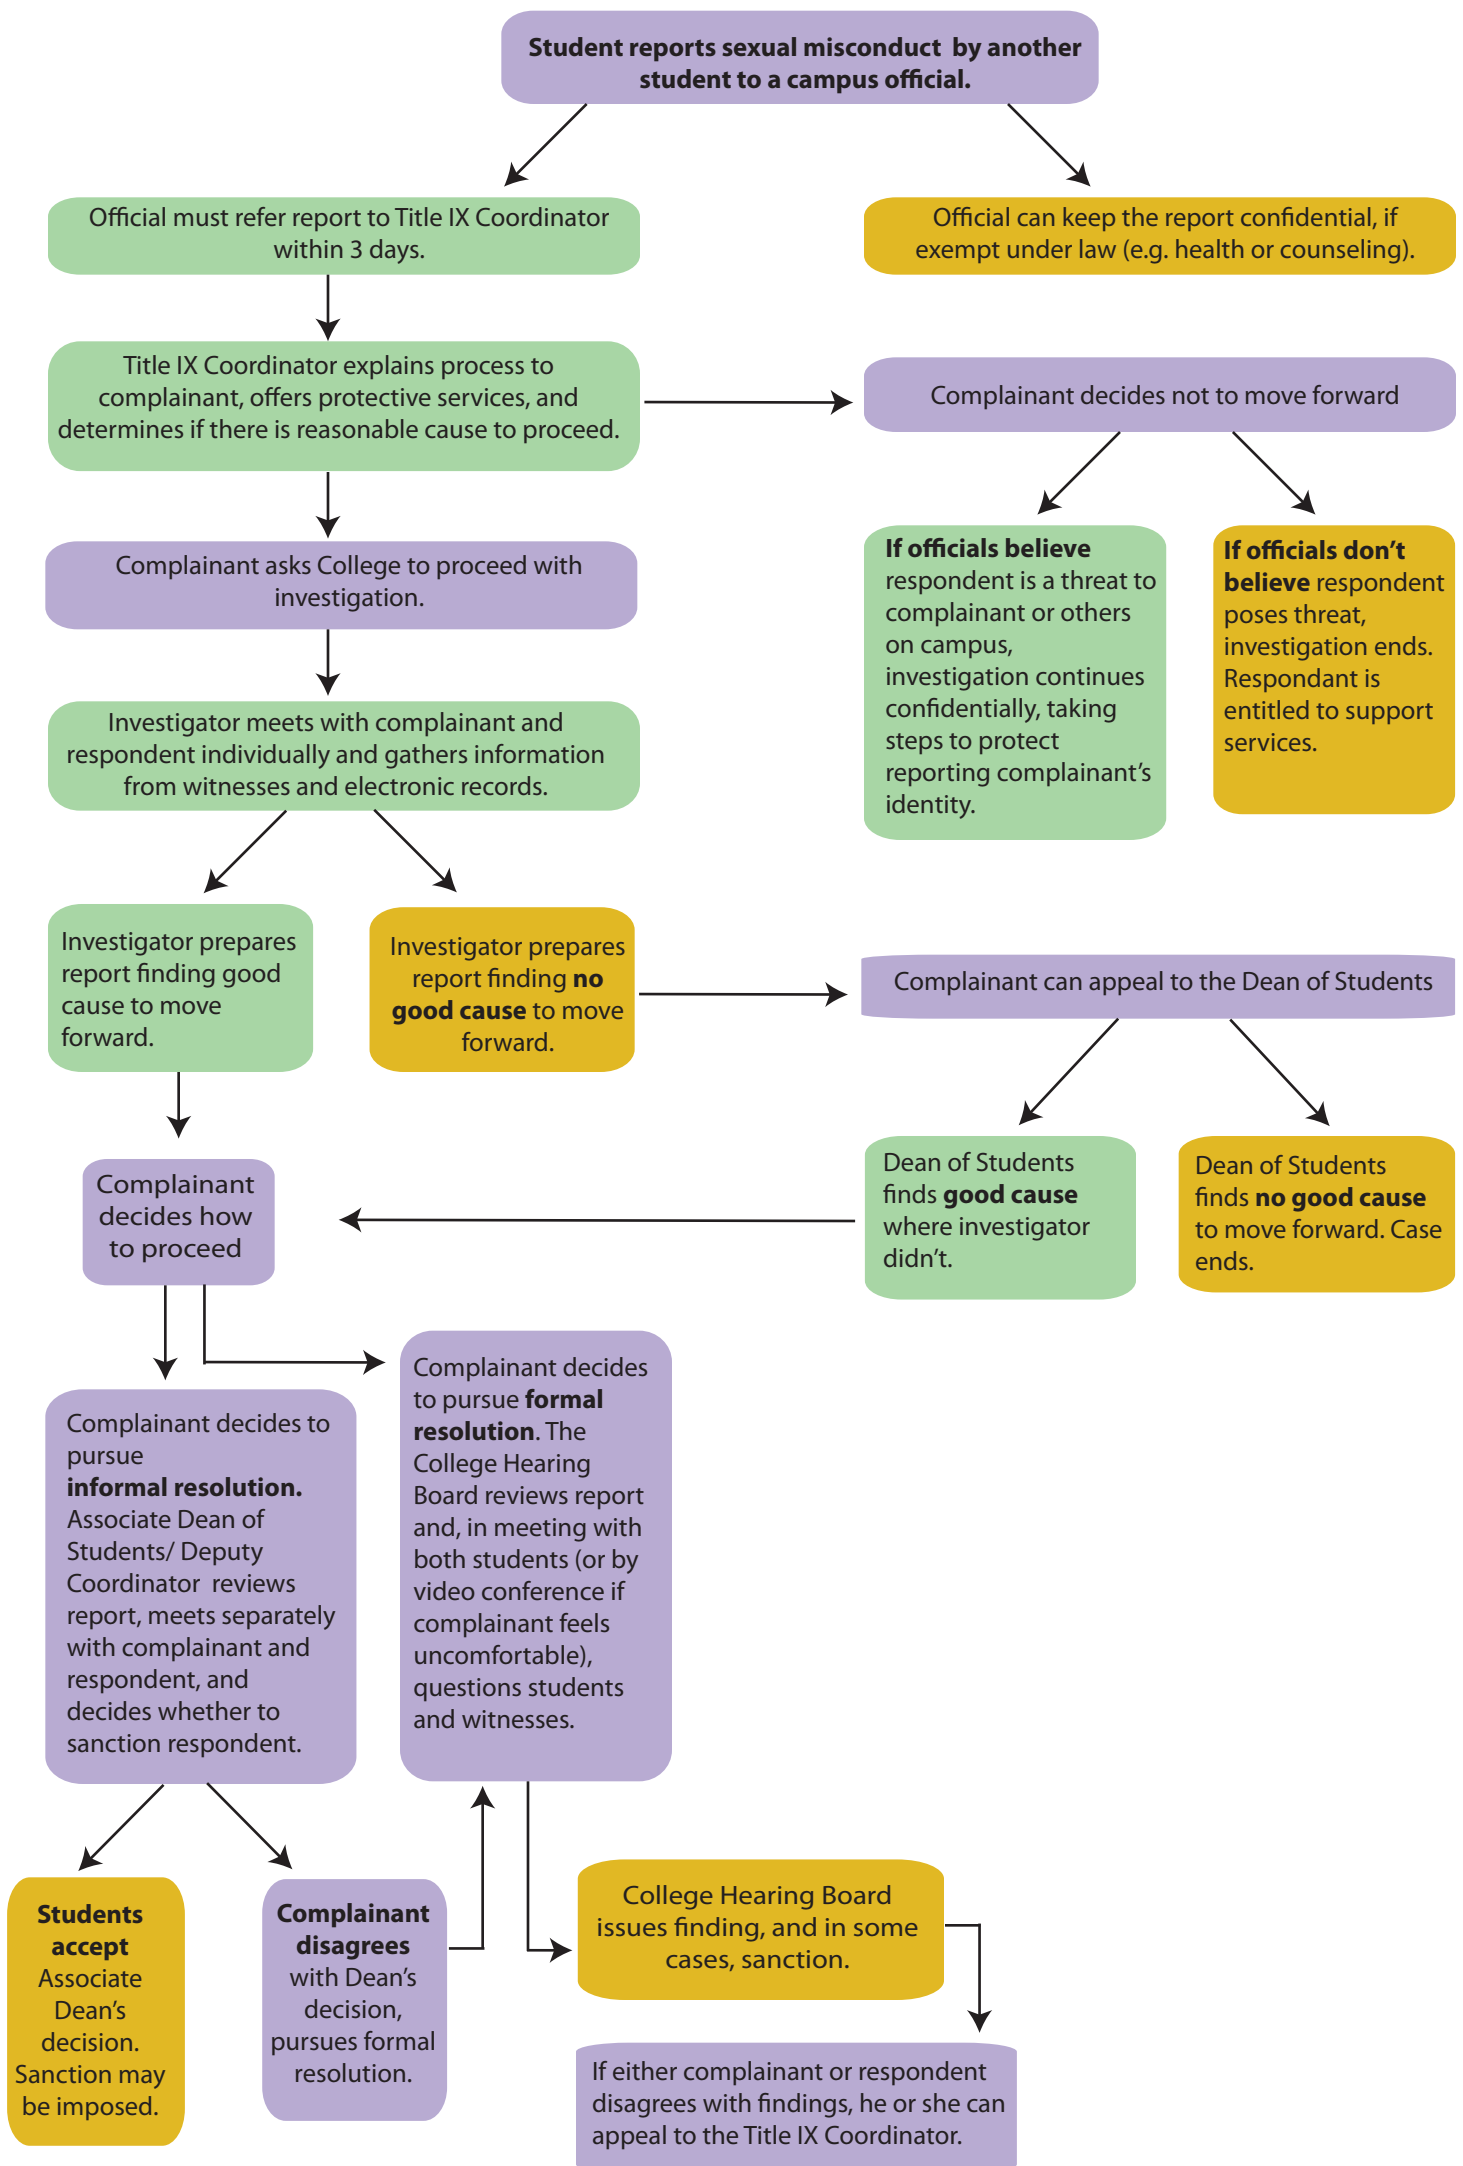 Student reports sexual misconduct by another
student to a campus official.
Official must refer report to Title IX Coordinator
within 3 days.
Official can keep the report confidential, if
exempt under law (e.g. health or counseling).
Title IX Coordinator explains process to
complainant, offers protective services, and
determines if there is reasonable cause to proceed.
Complainant decides not to move forward
Complainant asks College to proceed with
investigation.
If officials believe
respondent is a threat to
complainant or others
on campus,
investigation continues
confidentially, taking
steps to protect
reporting complainant's
identity.
If officials don't
believe respondent
poses threat,
investigation ends.
Respondant is
entitled to support
services.
Investigator meets with complainant and
respondent individually and gathers information
from witnesses and electronic records.
Investigator prepares
report finding good
cause to move
forward.
Investigator prepares
report finding no
good cause to move
forward.
Complainant can appeal to the Dean of Students
Dean of Students
finds good cause
where investigator
didn't.
Dean of Students
finds no good cause
to move forward. Case
ends.
Complainant
decides how
to proceed
Complainant decides to
pursue
informal resolution.
Associate Dean of
Students/ Deputy
Coordinator reviews
report, meets separately
with complainant and
respondent, and
decides whether to
sanction respondent.
Complainant decides
to pursue formal
resolution. The
College Hearing
Board reviews report
and, in meeting with
both students (or by
video conference if
complainant feels
uncomfortable),
questions students
and witnesses.
Students
accept
Associate
Dean's
decision.
Sanction may
be imposed.
Complainant
disagrees
with Dean's
decision,
pursues formal
resolution.
College Hearing Board
issues finding, and in some
cases, sanction.
If either complainant or respondent
disagrees with findings, he or she can
appeal to the Title IX Coordinator.